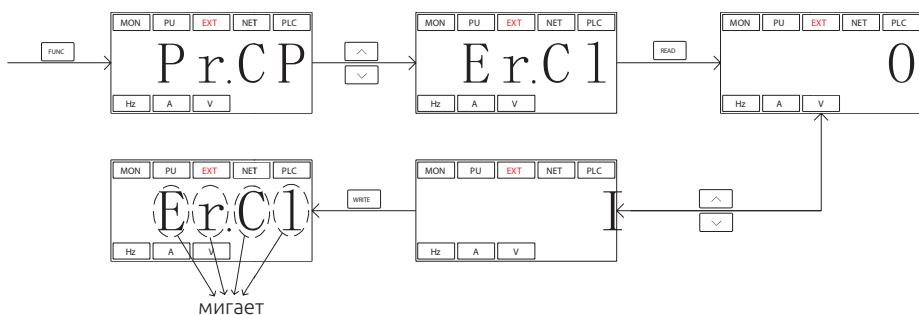 MON PU EXT NET PLC
Pr.CP
Hz A V
FUNC
MON PU EXT NET PLC
Er.C1
Hz A V
READ
MON PU EXT NET PLC
0
Hz A V
MON PU EXT NET PLC
Er.C1
Hz A V
WRITE
MON PU EXT NET PLC
I
Hz A V
мигает